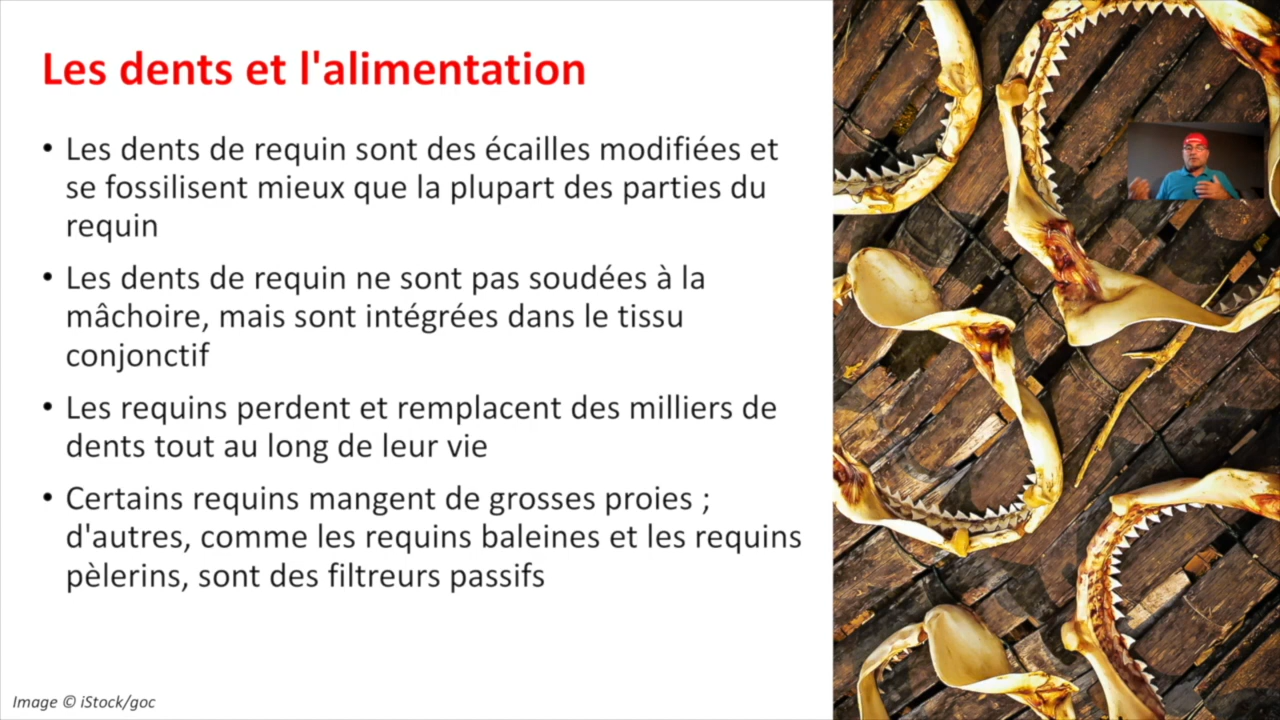 Les dents et l'alimentation
• Les dents de requin sont des écailles modifiées et
se fossilisent mieux que la plupart des parties du
requin
• Les dents de requin ne sont pas soudées à la
mâchoire, mais sont intégrées dans le tissu
conjonctif
• Les requins perdent et remplacent des milliers de
dents tout au long de leur vie
• Certains requins mangent de grosses proies ;
d'autres, comme les requins baleines et les requins
pèlerins, sont des filtreurs passifs
Image © iStock/goc